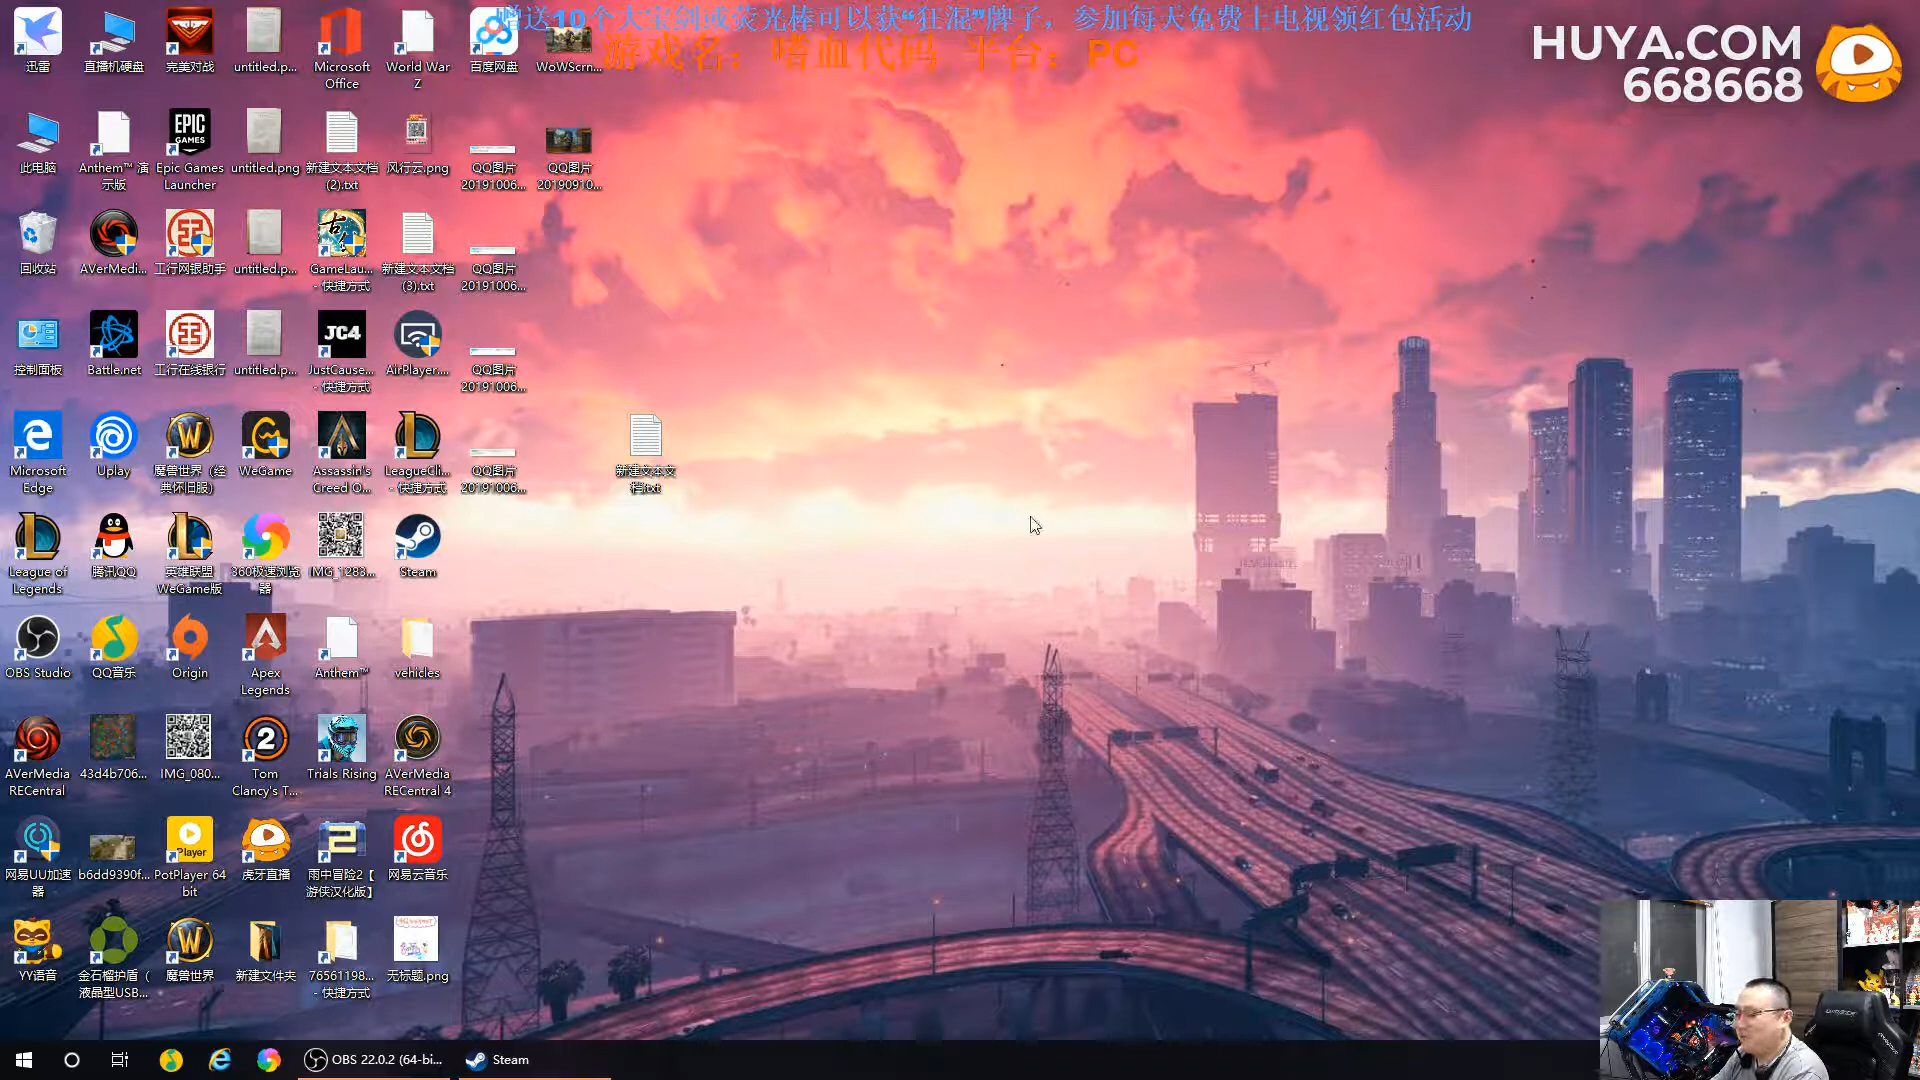 赠送10个大宝剑或荧光棒可以获“狂混”牌子，参加每天免费上电视领红包活动
游戏名：嗜血代码 平台：PC
HUYA.COM
668668
迅雷
直播机硬盘
完美对战
untitled.p...
Microsoft
Office
World War
Z
百度网盘
WoWScrn...
此电脑
Anthem™ 演
示版
EPIC
GAMES
Epic Games
Launcher
untitled.png
新建文本文档
(2).txt
风行云.png
QQ图片
20191006...
QQ图片
20190910...
回收站
AVerMedi...
工行网银助手
untitled.p...
GameLau...
- 快捷方式
新建文本文档
(3).txt
QQ图片
20191006...
控制面板
Battle.net
工行在线银行
untitled.p...
JC4
JustCause...
- 快捷方式
AirPlayer....
QQ图片
20191006...
Microsoft
Edge
Uplay
魔兽世界（经
典怀旧服）
WeGame
Assassin's
Creed O...
LeagueCli...
- 快捷方式
QQ图片
20191006...
新建文本文
档.txt
League of
Legends
腾讯QQ
英雄联盟
WeGame版
360极速浏览
器
IMG_1283...
Steam
OBS Studio
QQ音乐
Origin
Apex
Legends
Anthem™
vehicles
AVerMedia
RECentral
43d4b706...
IMG_080...
2
Tom
Clancy's T...
Trials Rising
AVerMedia
RECentral 4
网易UU加速
器
b6dd9390f...
Player
PotPlayer 64
bit
虎牙直播
2
雨中冒险2【
游侠汉化版】
网易云音乐
YY语音
金石榴护盾（
液晶型USB...
魔兽世界
新建文件夹
76561198...
- 快捷方式
无标题.png
OBS 22.0.2 (64-bi...
Steam